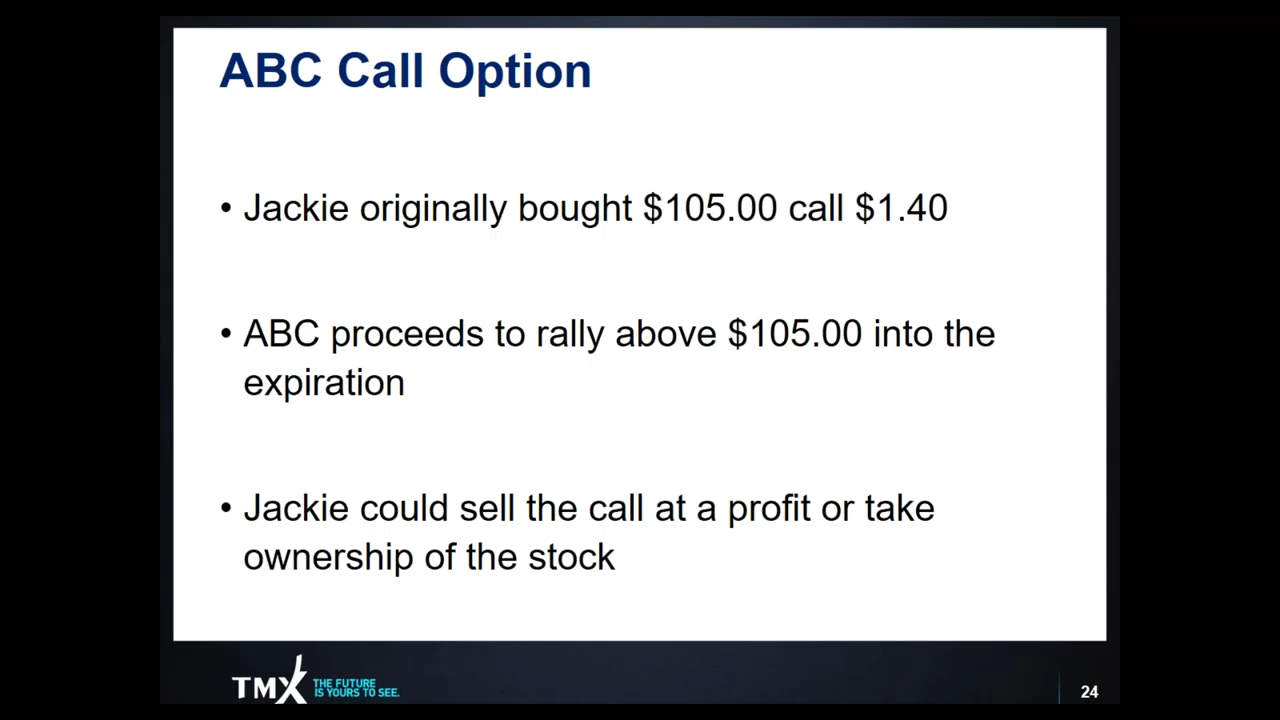 ABC Call Option
• Jackie originally bought $105.00 call $1.40
• ABC proceeds to rally above $105.00 into the
expiration
• Jackie could sell the call at a profit or take
ownership of the stock
TMX THE FUTURE
IS YOURS TO SEE.
24